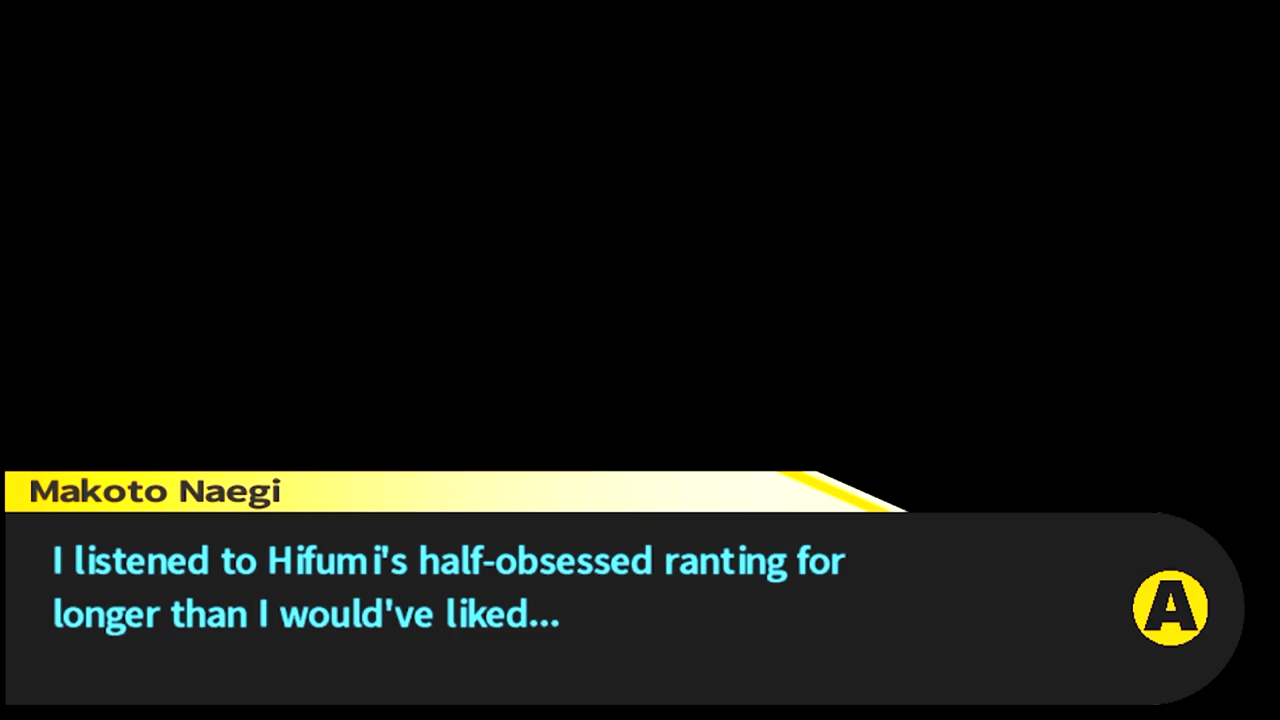 Makoto Naegi
I listened to Hifumi's half-obsessed ranting for
longer than I would've liked...
A